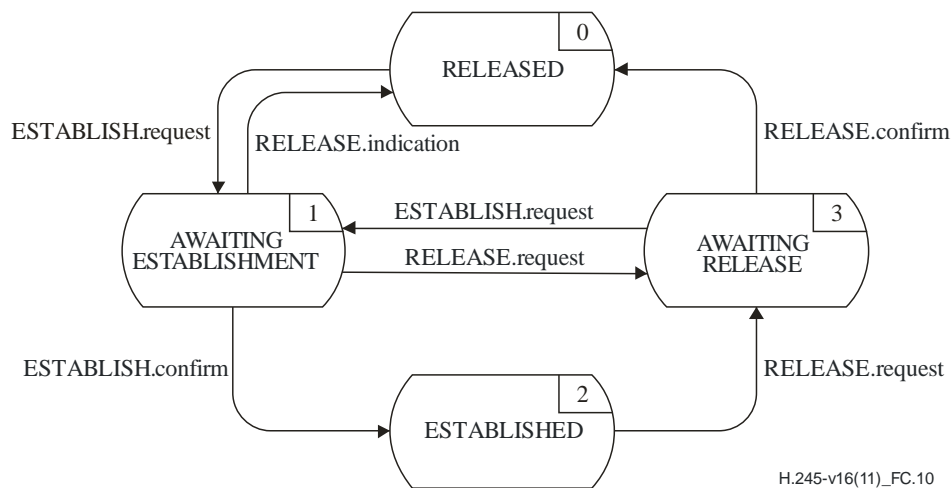 0
RELEASED
ESTABLISH.request
RELEASE.indication
RELEASE.confirm
1
AWAITING
ESTABLISHMENT
ESTABLISH.request
RELEASE.request
3
AWAITING
RELEASE
ESTABLISH.confirm
RELEASE.request
2
ESTABLISHED
H.245-v16(11)_FC.10